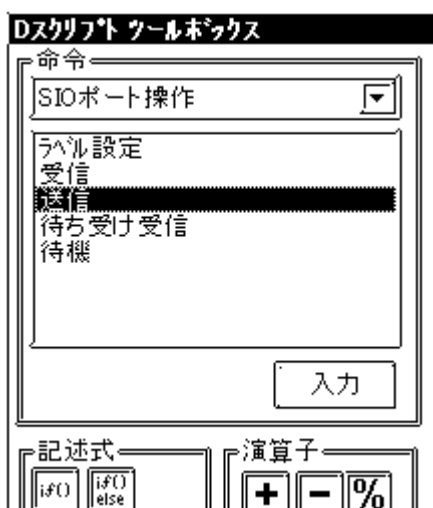 Dスクリプト ツールボックス
命令
SIOポート操作
ラベル設定
受信
送信
待ち受け受信
待機
入力
記述式
演算子
if()
if()
else
+
-
%